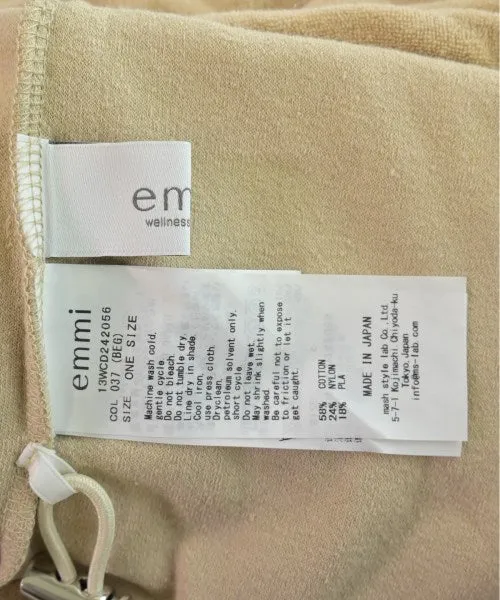 em
wellness
emmi
13WCD242056
COL 037 (BEG)
SIZE ONE SIZE
Machine wash cold,
gentle cycle.
Do not bleach.
Do not tumble dry.
Line dry in shade.
Cool iron.
use press cloth.
Dryclean,
petroleum solvent only.
short cycle.
Do not leave wet.
May shrink slightly when
washed.
Be careful not to expose
to friction or let it
get caught.
58% COTTON
24% NYLON
18% PLA
MADE IN JAPAN
mash style lab Co. Ltd.
5-7-1 Kojimachi Chiyoda-ku
Tokyo, Japan
info@ms-lab.com